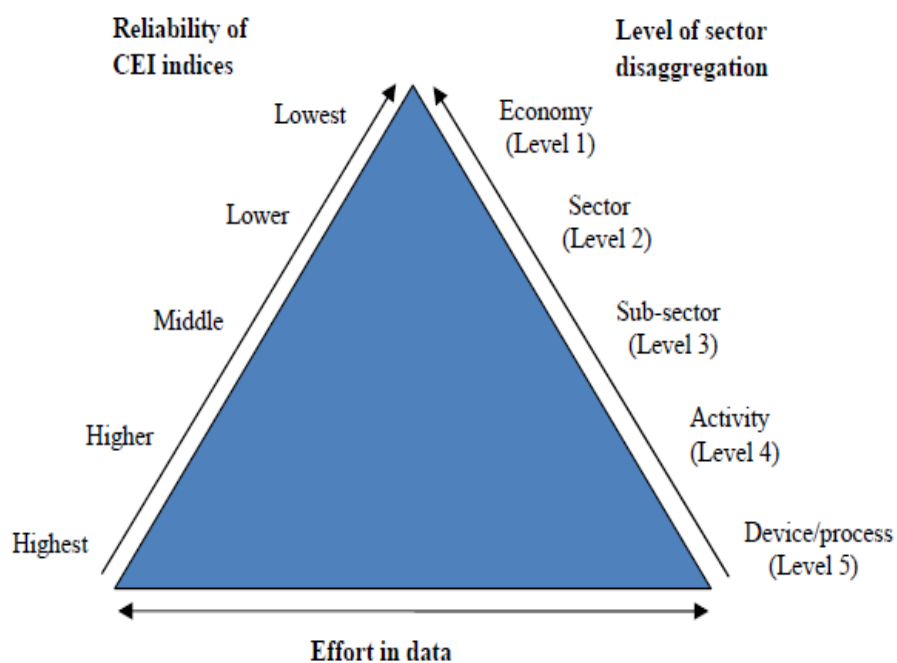 Reliability of
CEI indices
Level of sector
disaggregation
Lowest
Economy
(Level 1)
Lower
Sector
(Level 2)
Middle
Sub-sector
(Level 3)
Higher
Activity
(Level 4)
Highest
Device/process
(Level 5)
Effort in data